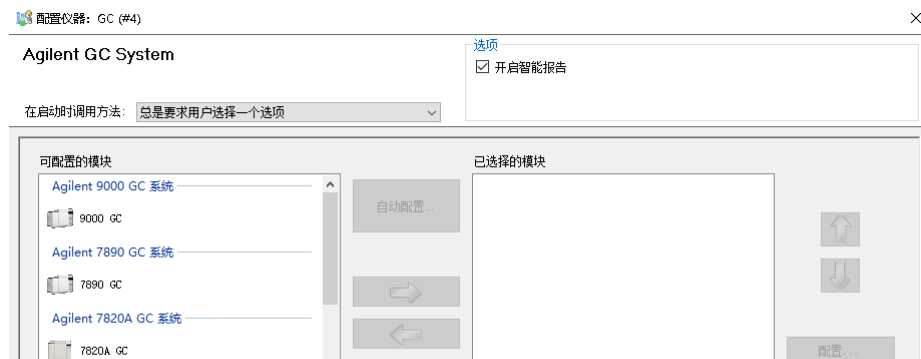 配置仪器：GC (#4)
Agilent GC System
选项
开启智能报告
在启动时调用方法： 总是要求用户选择一个选项
可配置的模块
已选择的模块
Agilent 9000 GC 系统
9000 GC
自动配置...
Agilent 7890 GC 系统
7890 GC
Agilent 7820A GC 系统
7820A GC
配置...